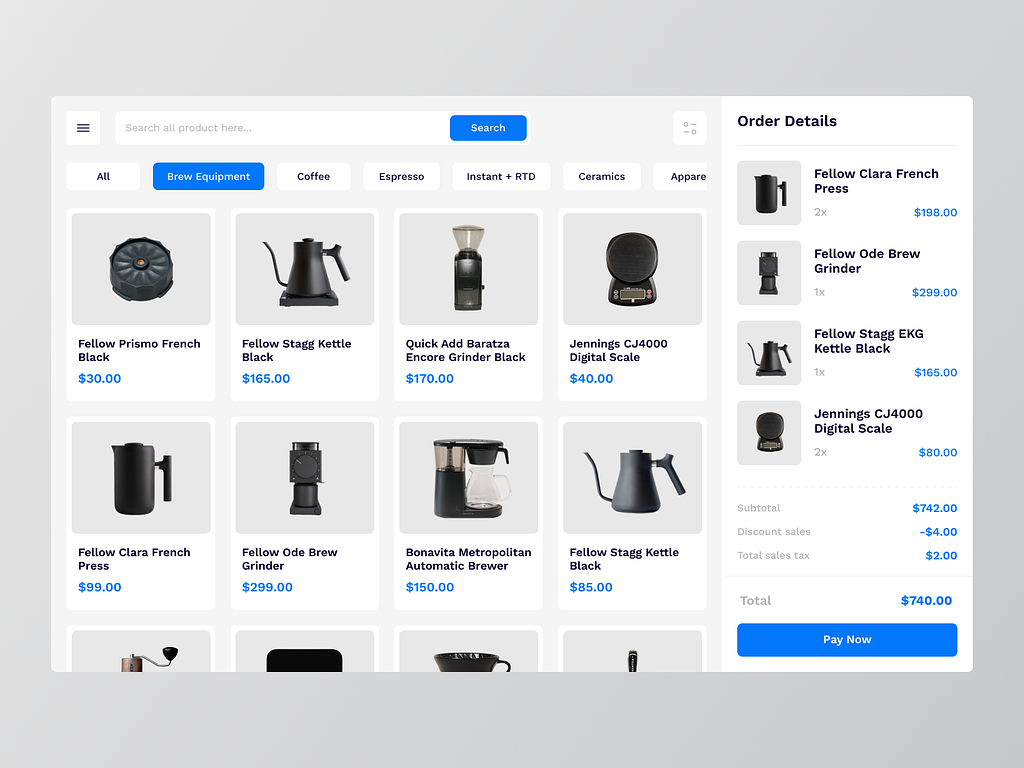 Search all product here...
Search
All
Brew Equipment
Coffee
Espresso
Instant + RTD
Ceramics
Appare
Fellow Prismo French
Black
$30.00
Fellow Stagg Kettle
Black
$165.00
Quick Add Baratza
Encore Grinder Black
$170.00
Jennings CJ4000
Digital Scale
$40.00
Fellow Clara French
Press
$99.00
Fellow Ode Brew
Grinder
$299.00
Bonavita Metropolitan
Automatic Brewer
$150.00
Fellow Stagg Kettle
Black
$85.00
Order Details
Fellow Clara French
Press
2x
$198.00
Fellow Ode Brew
Grinder
1x
$299.00
Fellow Stagg EKG
Kettle Black
1x
$165.00
Jennings CJ4000
Digital Scale
2x
$80.00
Subtotal
$742.00
Discount sales
-$4.00
Total sales tax
$2.00
Total
$740.00
Pay Now